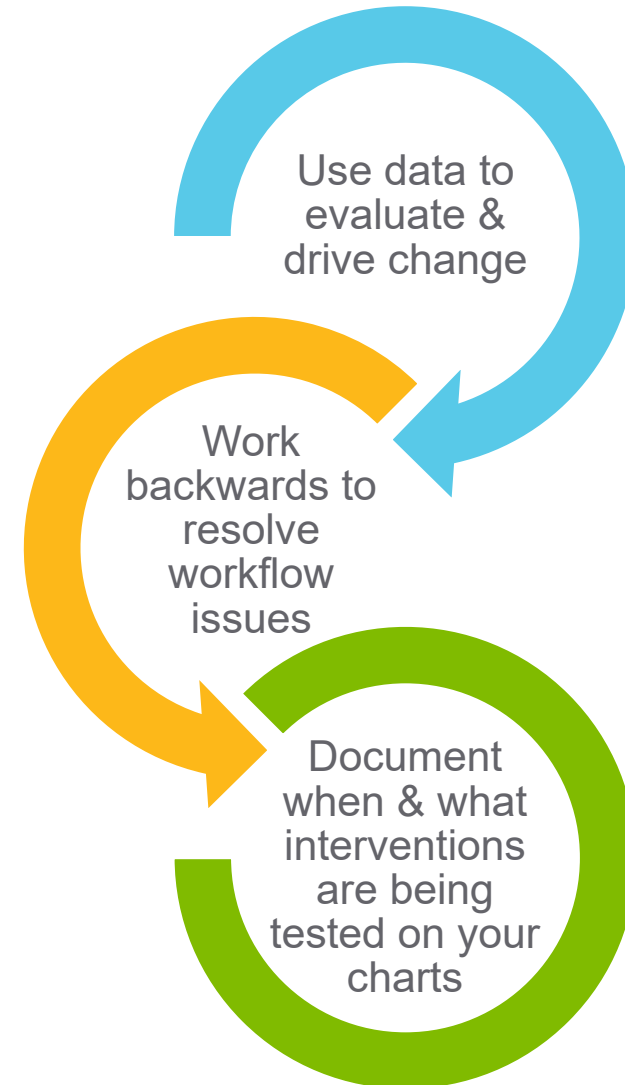 Use data to
evaluate &
drive change
Work
backwards to
resolve
workflow
issues
Document
when & what
interventions
are being
tested on your
charts